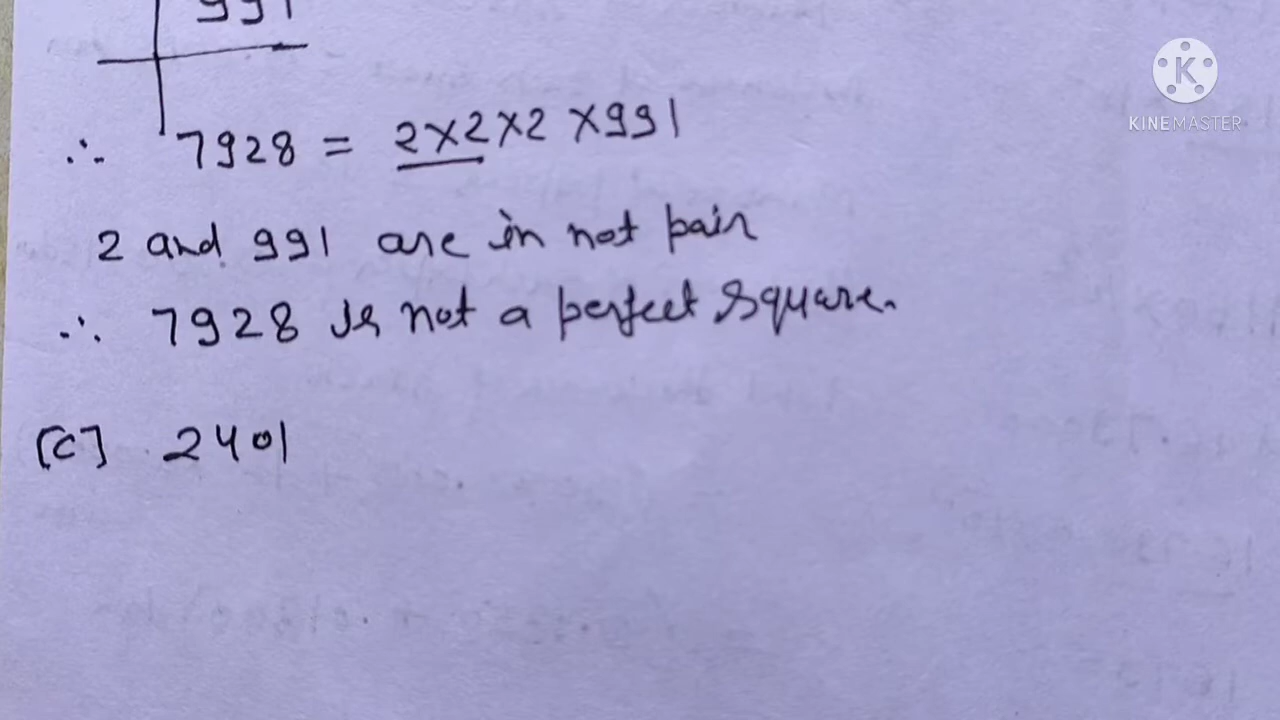 991
K
KINEMASTER
∴ 7928 = 2×2×2 ×991
2 and 991 are in not pair
∴ 7928 is not a perfect square.
[C] 2401